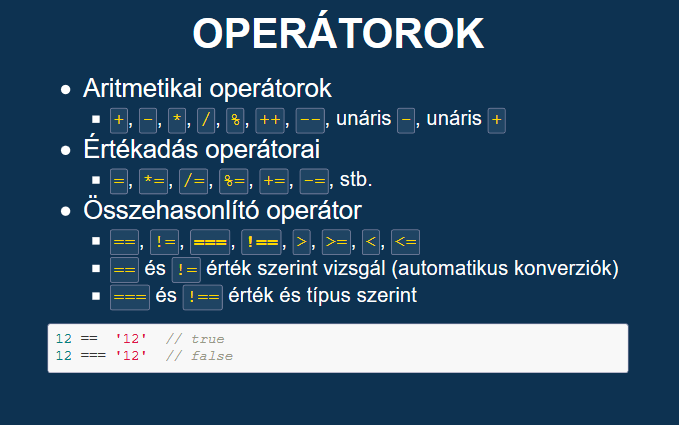 OPERÁTOROK
Aritmetikai operátorok
+, -, *, /, %, ++, --, unáris -, unáris +
Értékadás operátorai
=, *=, /=, %=, +=, -=, stb.
Összehasonlító operátor
==, !=, ===, !==, >, >=, <, <=
== és != érték szerint vizsgál (automatikus konverziók)
=== és !== érték és típus szerint
12 ==  '12'  // true
12 === '12'  // false